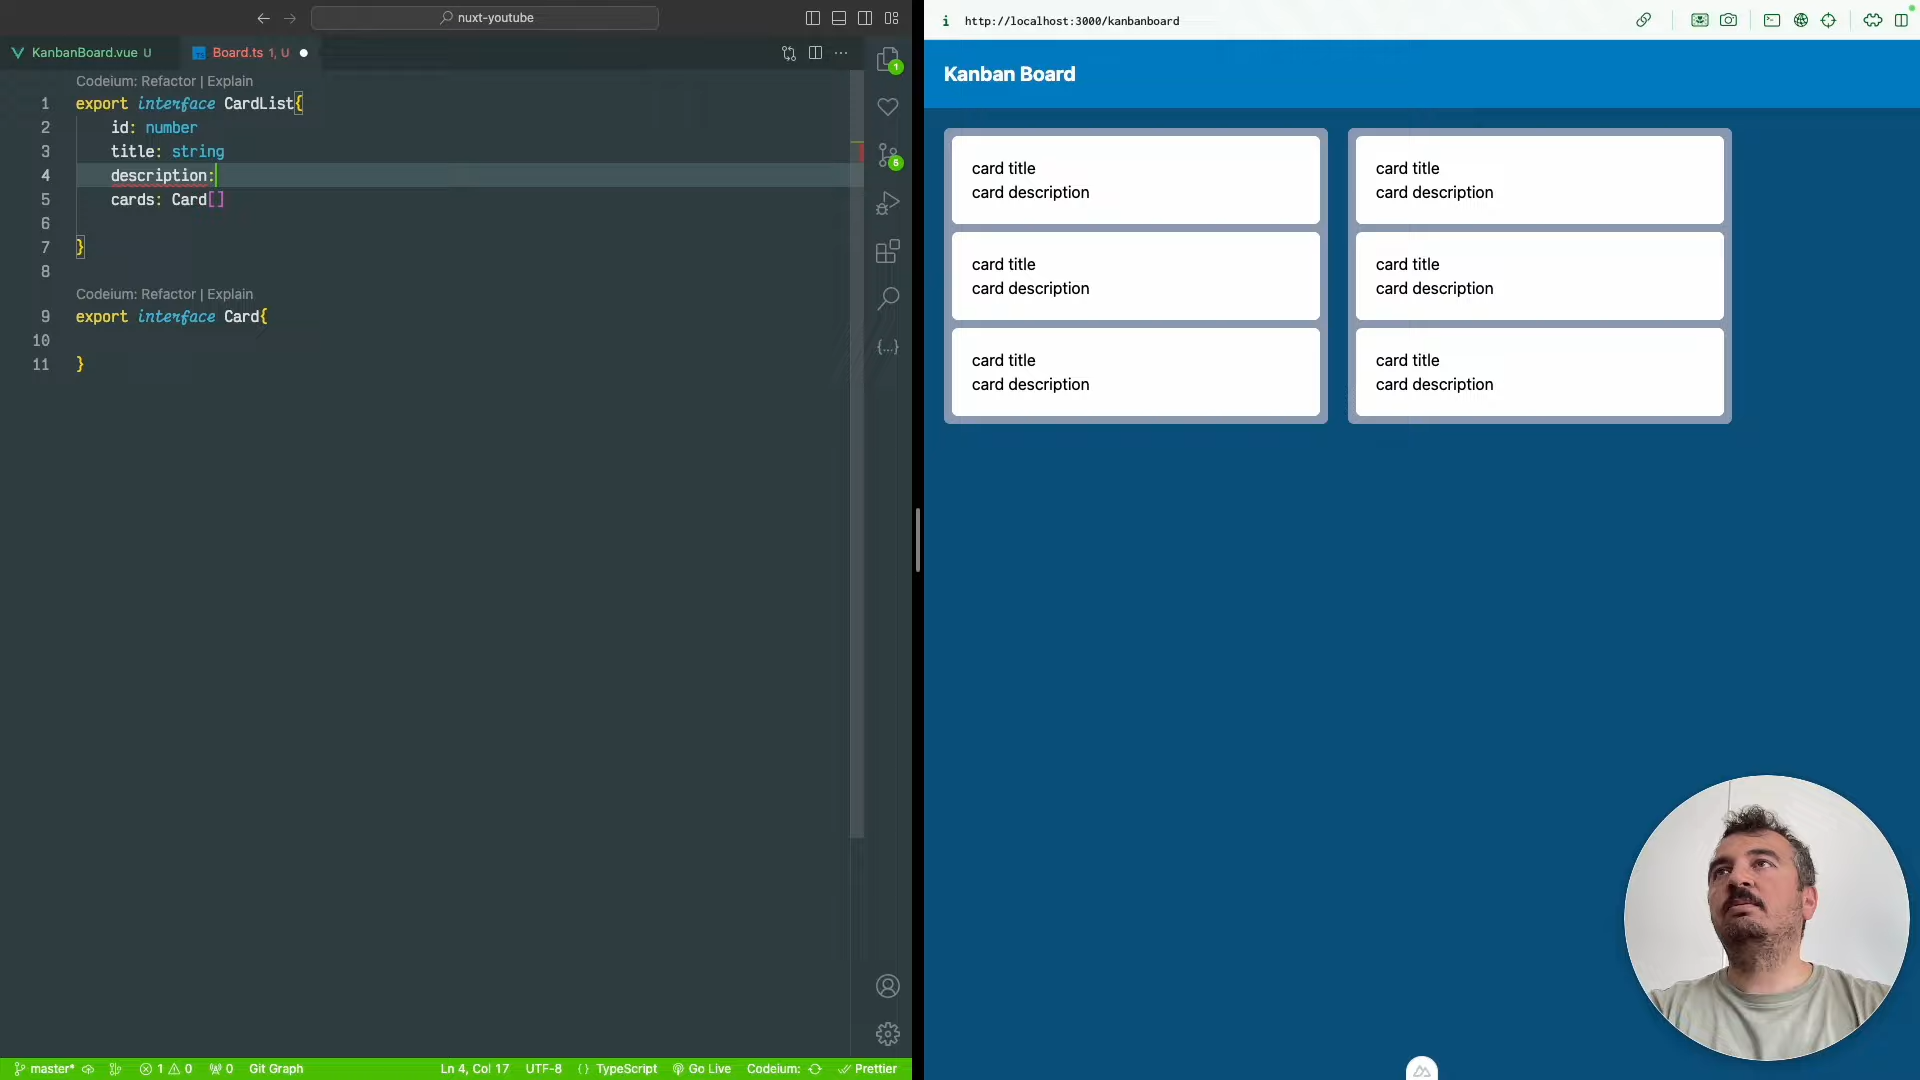 nuxt-youtube
KanbanBoard.vue U
Board.ts 1, U
Codeium: Refactor | Explain
1 export interface CardList{
2 id: number
3 title: string
4 description:
5 cards: Card[]
6
7 }
8
Codeium: Refactor | Explain
9 export interface Card{
10
11 }
1
6
{...}
master*
1 0
0
Git Graph
Ln 4, Col 17
UTF-8
{ } TypeScript
Go Live
Codeium:
Prettier
http://localhost:3000/kanbanboard
Kanban Board
card title
card description
card title
card description
card title
card description
card title
card description
card title
card description
card title
card description